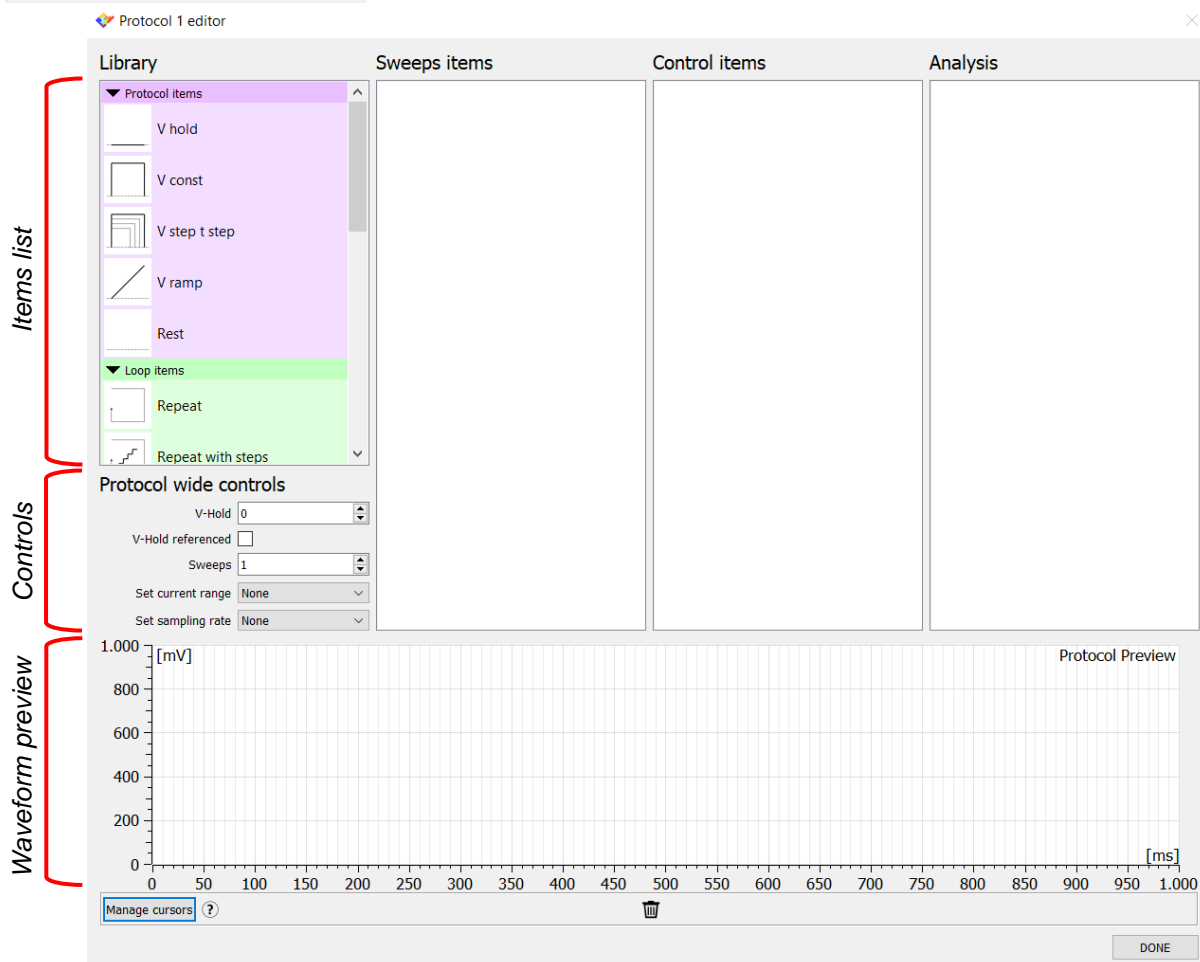 Protocol 1 editor
Library
Sweeps items
Control items
Analysis
Items list
Protocol items
V hold
V const
V step t step
V ramp
Rest
Loop items
Repeat
Repeat with steps
Controls
Protocol wide controls
V-Hold 0
V-Hold referenced
Sweeps 1
Set current range None
Set sampling rate None
Waveform preview
[mV]
Protocol Preview
1.000
800
600
400
200
0
[ms]
0 50 100 150 200 250 300 350 400 450 500 550 600 650 700 750 800 850 900 950 1.000
Manage cursors ?
DONE